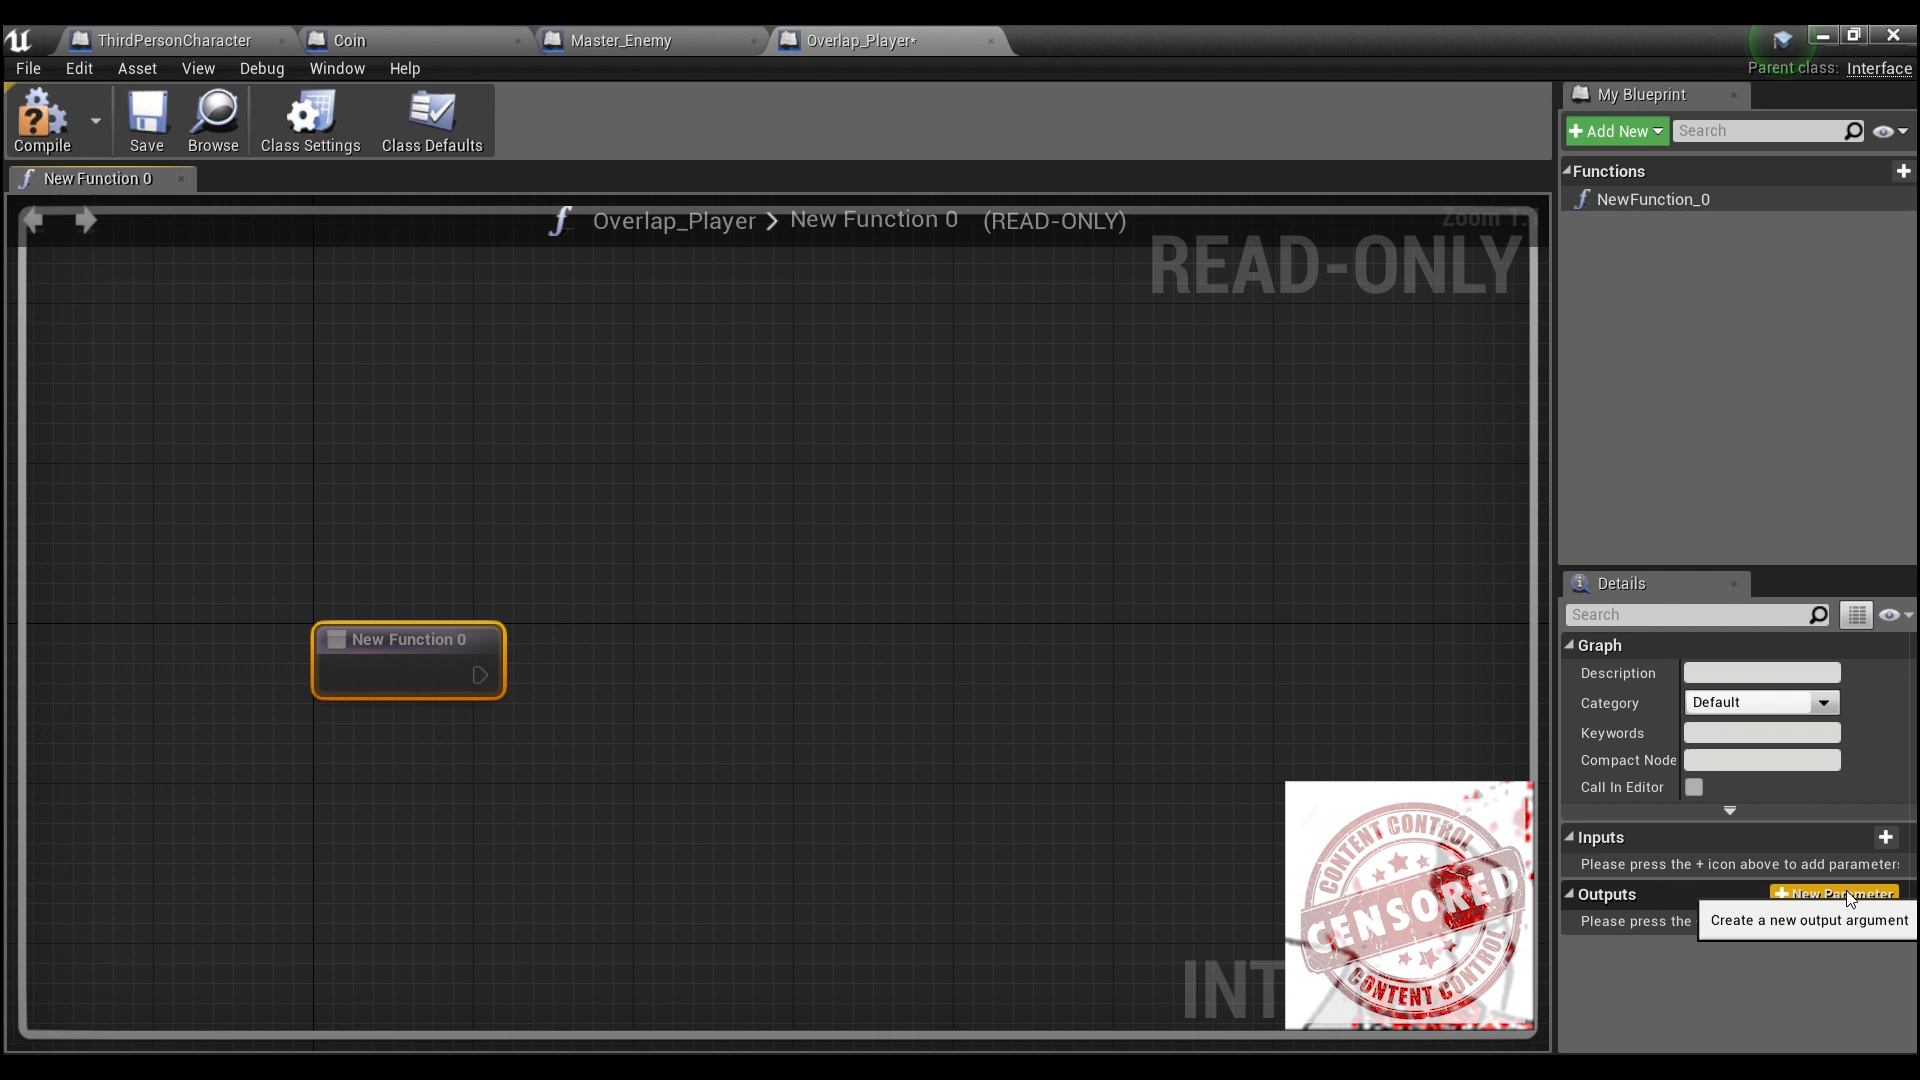 ThirdPersonCharacter
Coin
Master_Enemy
Overlap_Player*
File Edit Asset View Debug Window Help
Parent class: Interface
Compile
Save
Browse
Class Settings
Class Defaults
My Blueprint
+ Add New
Search
Functions
NewFunction_0
New Function 0
Overlap_Player > New Function 0 (READ-ONLY)
READ-ONLY
New Function 0
Details
Search
Graph
Description
Category Default
Keywords
Compact Node
Call In Editor
Inputs
Please press the + icon above to add parameter
Outputs
+ New Parameter
Please press the
Create a new output argument
INT
CONTENT CONTROL
CENSORED
CONTENT CONTROL